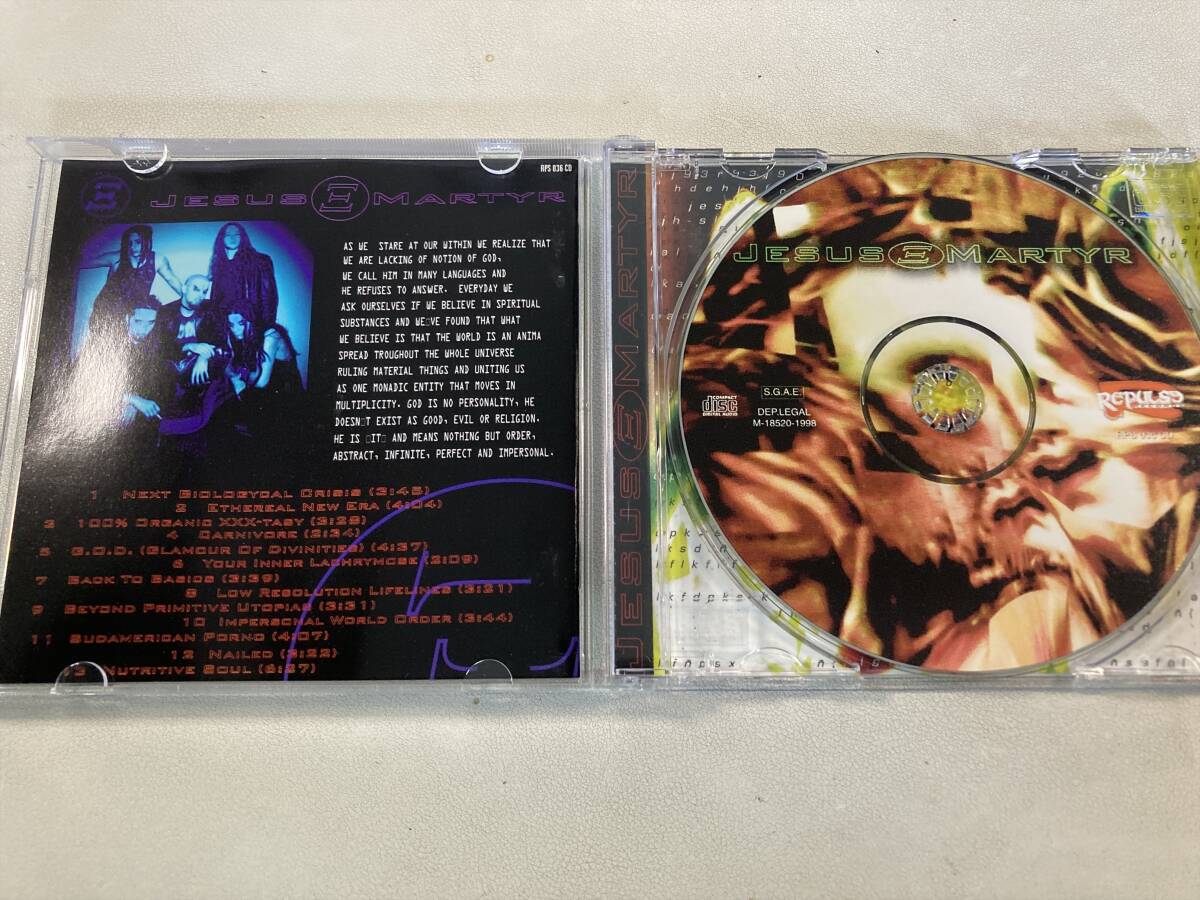 RPS 036 CD
JESUS MARTYR
AS WE STARE AT OUR WITHIN WE REALIZE THAT
WE ARE LACKING OF NOTION OF GOD,
WE CALL HIM IN MANY LANGUAGES AND
HE REFUSES TO ANSWER. EVERYDAY WE
ASK OURSELVES IF WE BELIEVE IN SPIRITUAL
SUBSTANCES AND WE▯VE FOUND THAT WHAT
WE BELIEVE IS THAT THE WORLD IS AN ANIMA
SPREAD TROUGHOUT THE WHOLE UNIVERSE
RULING MATERIAL THINGS AND UNITING US
AS ONE MONADIC ENTITY THAT MOVES IN
MULTIPLICITY. GOD IS NO PERSONALITY, HE
DOESN▯T EXIST AS GOOD, EVIL OR RELIGION.
HE IS ▯IT▯ AND MEANS NOTHING BUT ORDER,
ABSTRACT, INFINITE, PERFECT AND IMPERSONAL.
1 NEXT BIOLOGYCAL CRISIS (3:45)
2 ETHEREAL NEW ERA (4:04)
3 100% ORGANIC XXX-TASY (3:29)
4 CARNIVORE (2:34)
5 G.O.D. (GLAMOUR OF DIVINITIES) (4:37)
6 YOUR INNER LACHRYMOSE (2:09)
7 BACK TO BASICS (3:39)
8 LOW RESOLUTION LIFELINES (3:21)
9 BEYOND PRIMITIVE UTOPIAS (3:31)
10 IMPERSONAL WORLD ORDER (3:44)
11 SUDAMERICAN PORNO (4:07)
12 NAILED (3:22)
13 NUTRITIVE SOUL (6:37)
JESUS MARTYR
JESUS
JESUS MARTYR
COMPACT
disc
DIGITAL AUDIO
S.G.A.E.
DEP.LEGAL
M-18520-1998
REPULSE
RECORDS
RPS 036 CD